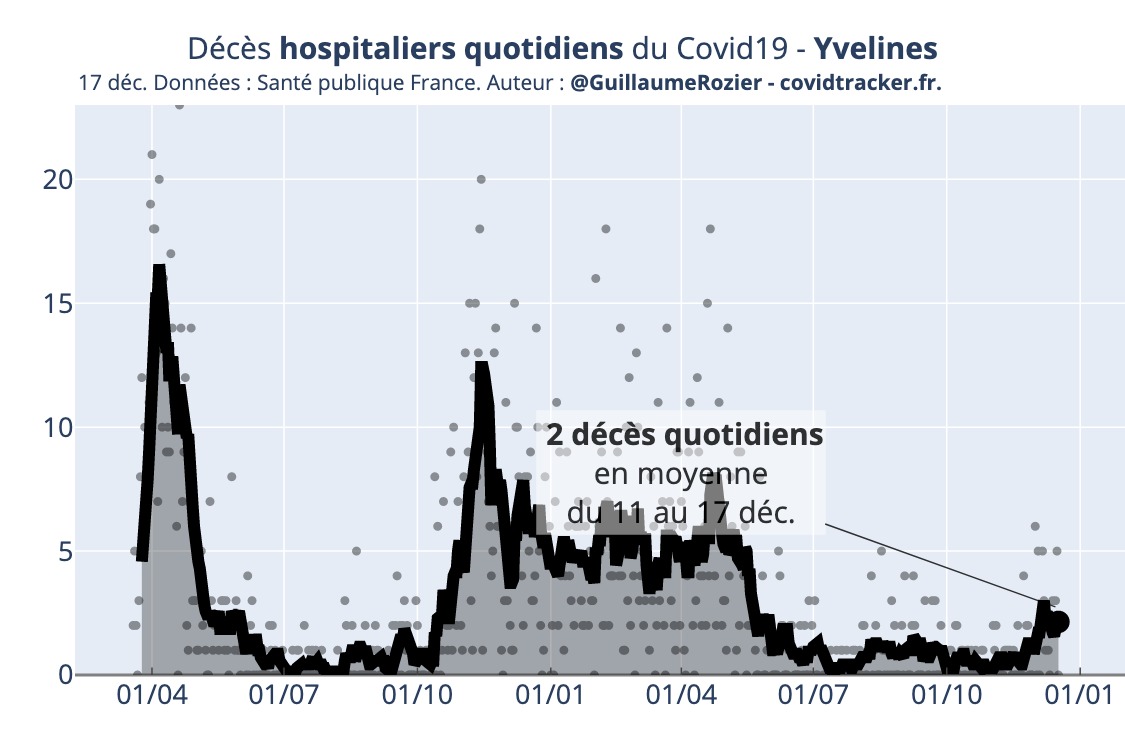 Décès hospitaliers quotidiens du Covid19 - Yvelines
17 déc. Données : Santé publique France. Auteur : @GuillaumeRozier - covidtracker.fr.
20
15
10
5
0
2 décès quotidiens
en moyenne
du 11 au 17 déc.
01/04 01/07 01/10 01/01 01/04 01/07 01/10 01/01